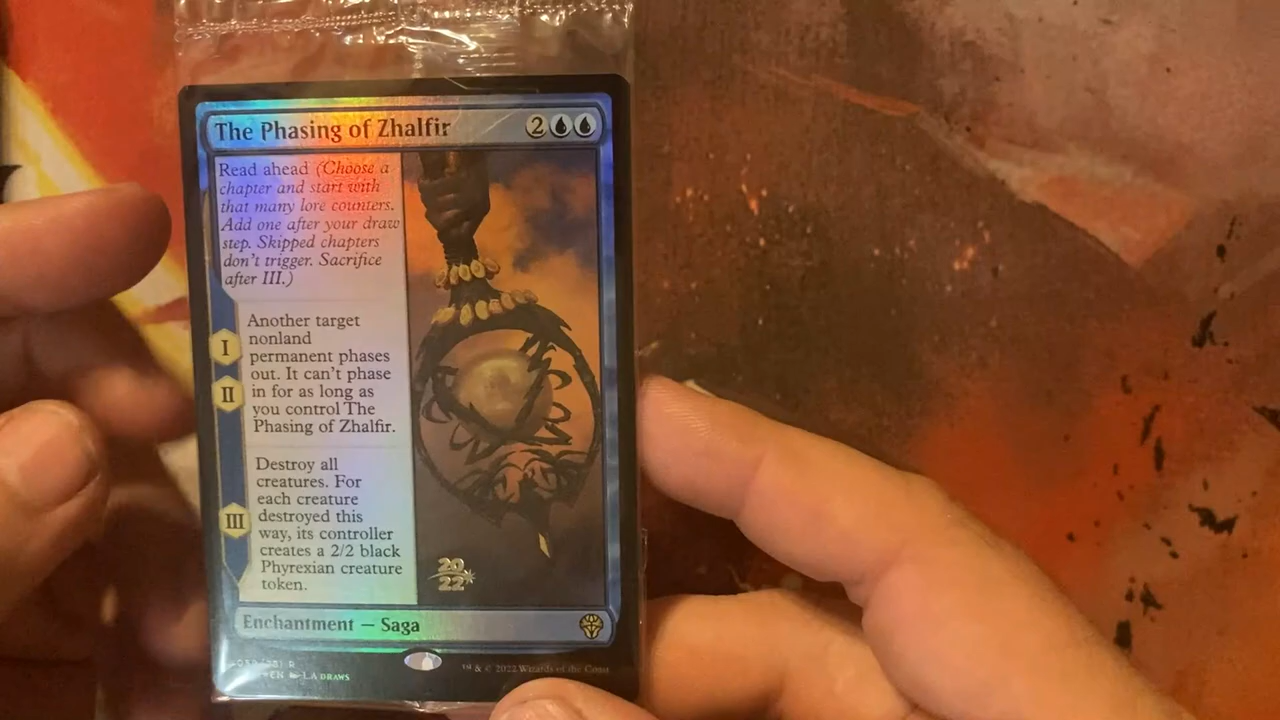 The Phasing of Zhalfir 2
Read ahead (Choose a
chapter and start with
that many lore counters.
Add one after your draw
step. Skipped chapters
don't trigger. Sacrifice
after III.)
I
II
Another target
nonland
permanent phases
out. It can't phase
in for as long as
you control The
Phasing of Zhalfir.
III
Destroy all
creatures. For
each creature
destroyed this
way, its controller
creates a 2/2 black
Phyrexian creature
token.
20
22
Enchantment — Saga
EN LA DRAWS
& © 2022 Wizards of the Coast